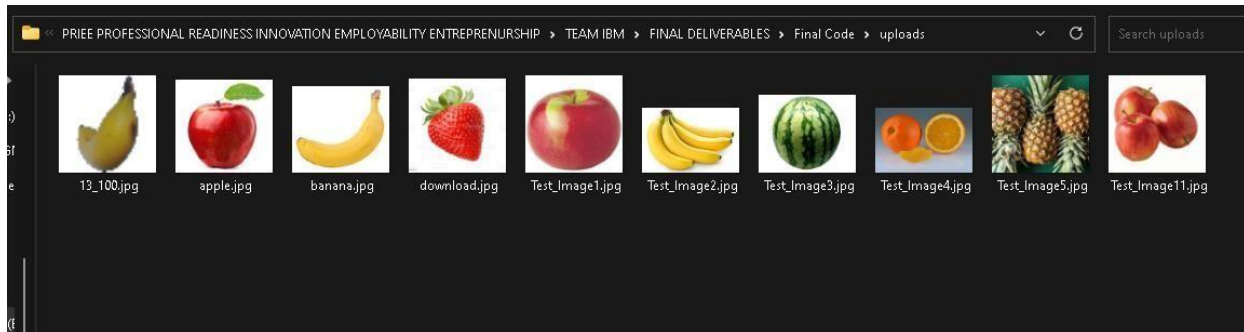 « PRIEE PROFESSIONAL READINESS INNOVATION EMPLOYABILITY ENTREPRENURSHIP > TEAM IBM > FINAL DELIVERABLES > Final Code > uploads
Search uploads
13_100.jpg apple.jpg banana.jpg download.jpg Test_Image1.jpg Test_Image2.jpg Test_Image3.jpg Test_Image4.jpg Test_Image5.jpg Test_Image11.jpg